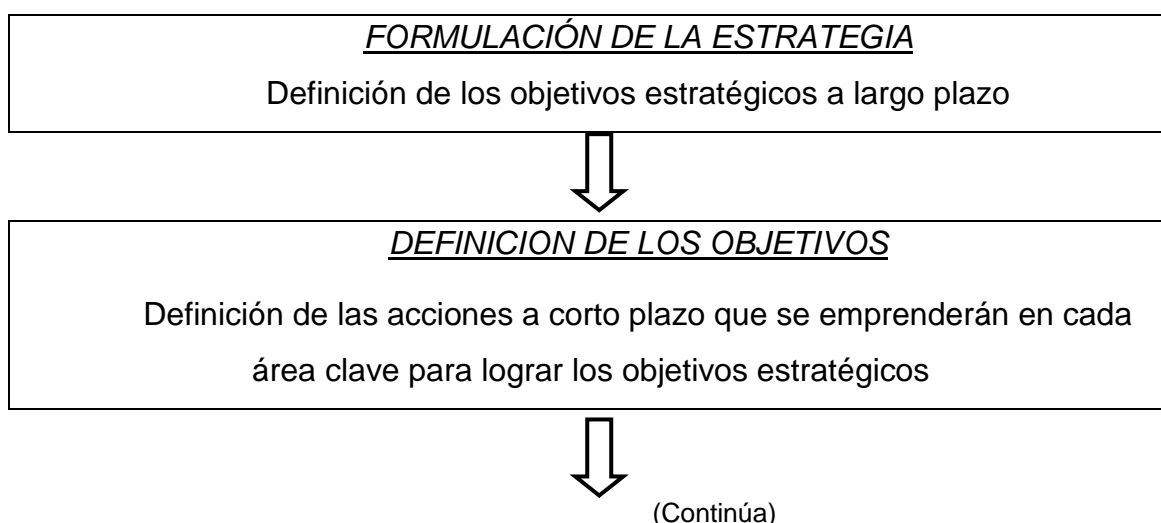 FORMULACIÓN DE LA ESTRATEGIA
Definición de los objetivos estratégicos a largo plazo
DEFINICION DE LOS OBJETIVOS
Definición de las acciones a corto plazo que se emprenderán en cada
área clave para lograr los objetivos estratégicos
(Continúa)